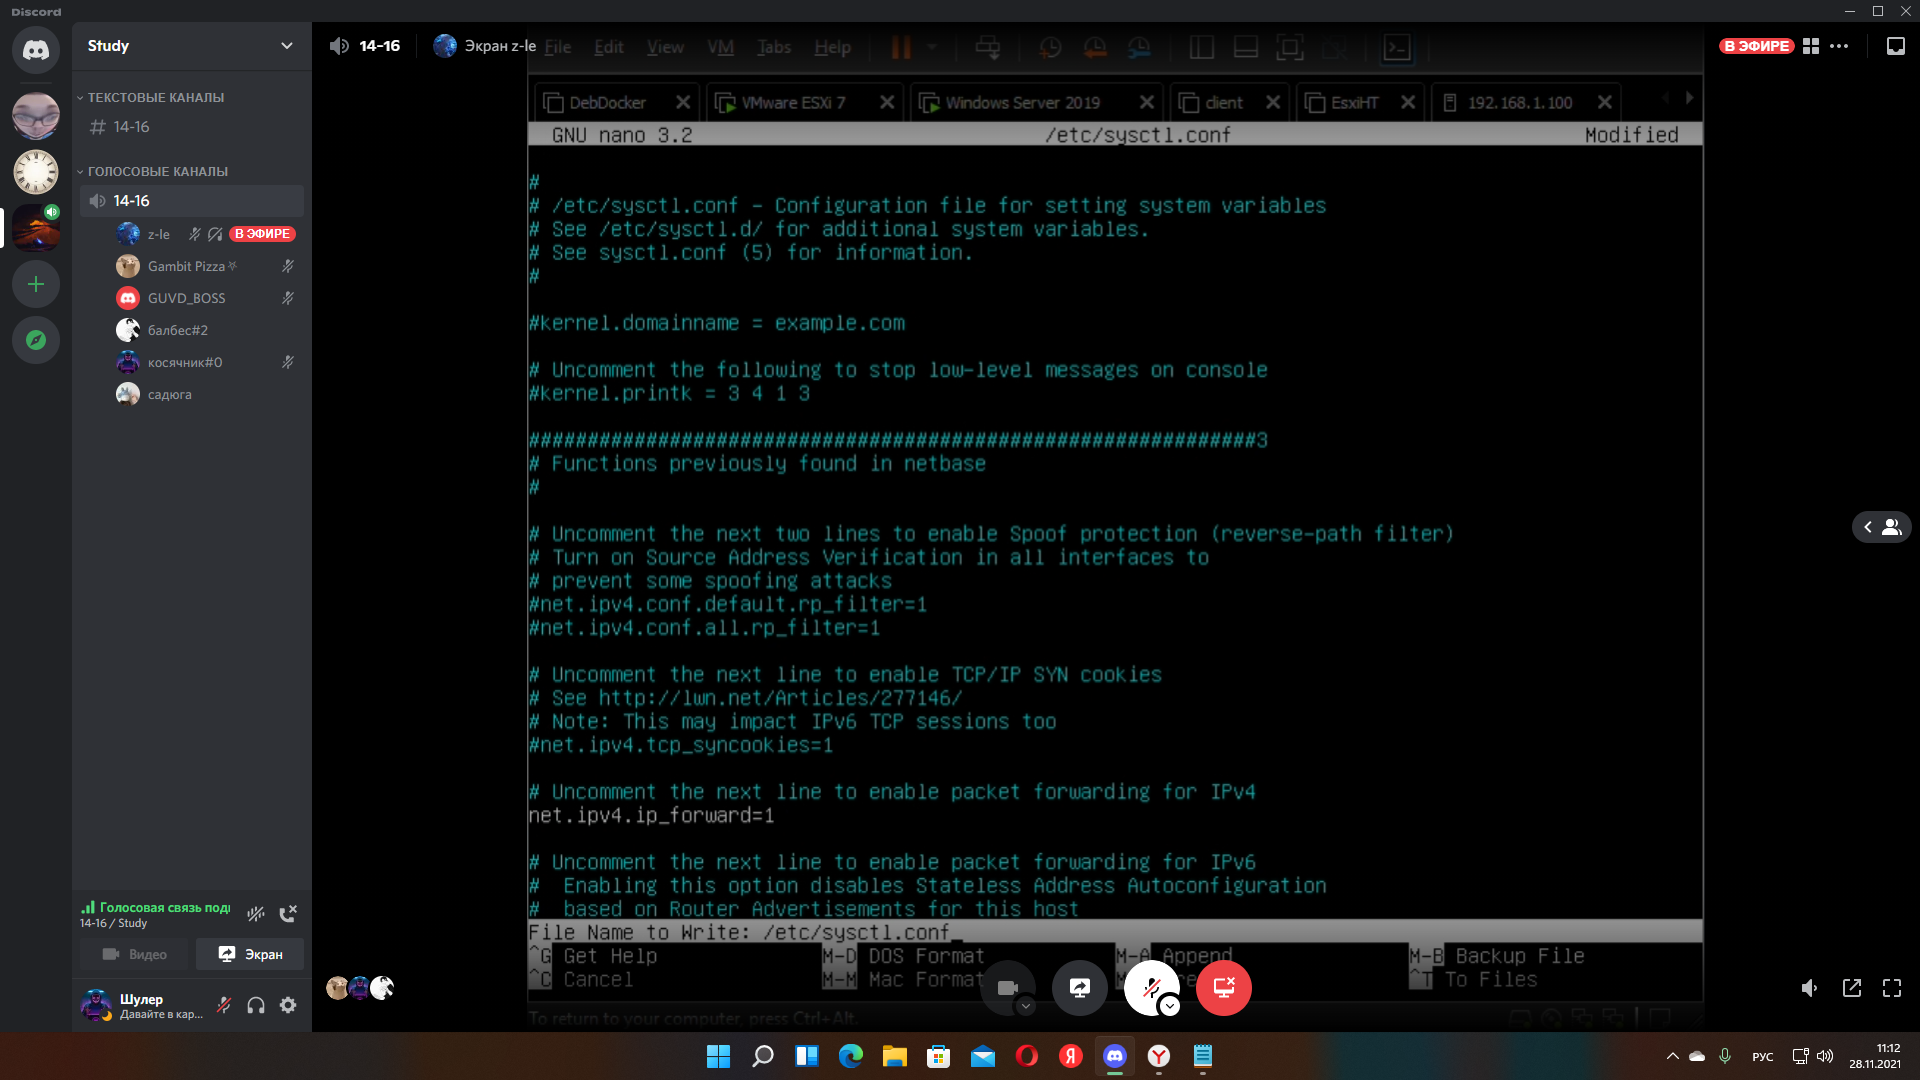 Discord
Study
ТЕКСТОВЫЕ КАНАЛЫ
14-16
ГОЛОСОВЫЕ КАНАЛЫ
14-16
z-le В ЭФИРЕ
Gambit Pizza
GUVD_BOSS
балбес#2
косячник#0
садюга
Голосовая связь подк
14-16 / Study
Видео
Экран
Шулер
Давайте в кар...
14-16 Экран z-le
File Edit View VM Tabs Help
В ЭФИРЕ
DebDocker VMware ESXi 7 Windows Server 2019 client EsxiHT 192.168.1.100
GNU nano 3.2 /etc/sysctl.conf Modified
#
# /etc/sysctl.conf - Configuration file for setting system variables
# See /etc/sysctl.d/ for additional system variables.
# See sysctl.conf (5) for information.
#
#kernel.domainname = example.com
# Uncomment the following to stop low-level messages on console
#kernel.printk = 3 4 1 3
##############################################################3
# Functions previously found in netbase
#
# Uncomment the next two lines to enable Spoof protection (reverse-path filter)
# Turn on Source Address Verification in all interfaces to
# prevent some spoofing attacks
#net.ipv4.conf.default.rp_filter=1
#net.ipv4.conf.all.rp_filter=1
# Uncomment the next line to enable TCP/IP SYN cookies
# See http://lwn.net/Articles/277146/
# Note: This may impact IPv6 TCP sessions too
#net.ipv4.tcp_syncookies=1
# Uncomment the next line to enable packet forwarding for IPv4
net.ipv4.ip_forward=1
# Uncomment the next line to enable packet forwarding for IPv6
#  Enabling this option disables Stateless Address Autoconfiguration
#  based on Router Advertisements for this host
File Name to Write: /etc/sysctl.conf
^G Get Help M-D DOS Format M-A Append M-B Backup File
^C Cancel M-M Mac Format ^T To Files
To return to your computer, press Ctrl+Alt.
РУС
11:12
28.11.2021